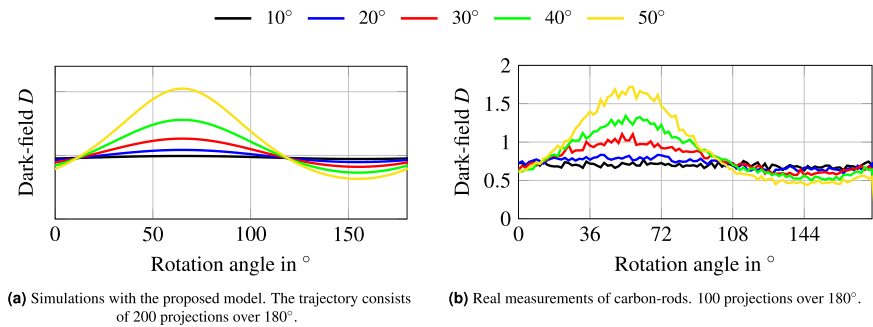 10° 20° 30° 40° 50°
Dark-field D
0 50 100 150
Rotation angle in °
(a) Simulations with the proposed model. The trajectory consists
of 200 projections over 180°.
Dark-field D
2
1.5
1
0.5
0
0 36 72 108 144
Rotation angle in °
(b) Real measurements of carbon-rods. 100 projections over 180°.